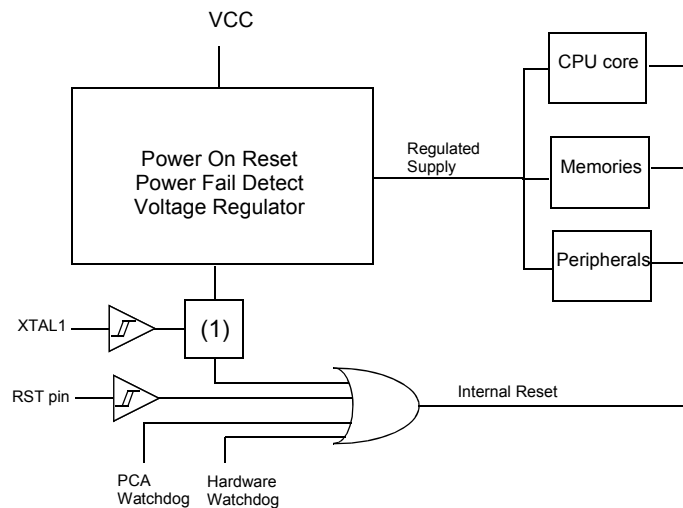 VCC
CPU core
Power On Reset
Power Fail Detect
Voltage Regulator
Regulated
Supply
Memories
Peripherals
XTAL1
(1)
RST pin
Internal Reset
PCA
Watchdog
Hardware
Watchdog